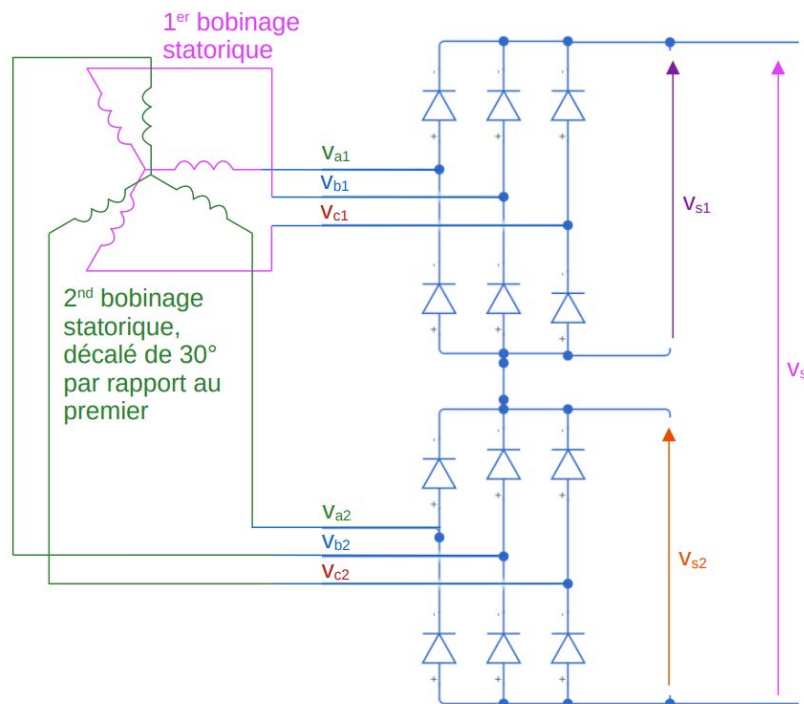 1er bobinage
statorique
va1
vb1
vc1
vs1
vs
2nd bobinage
statorique,
décalé de 30°
par rapport au
premier
va2
vb2
vc2
vs2